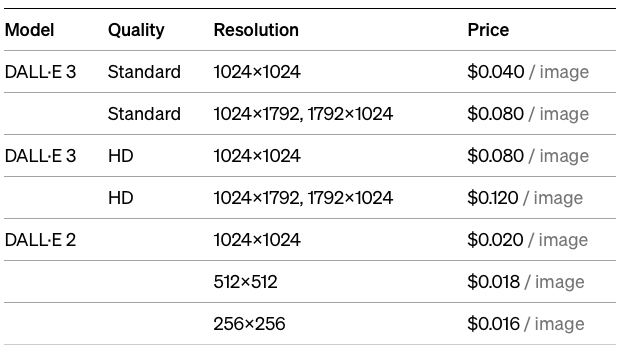 Model Quality Resolution Price
DALL·E 3 Standard 1024×1024 $0.040 / image
Standard 1024×1792, 1792×1024 $0.080 / image
DALL·E 3 HD 1024×1024 $0.080 / image
HD 1024×1792, 1792×1024 $0.120 / image
DALL·E 2 1024×1024 $0.020 / image
512×512 $0.018 / image
256×256 $0.016 / image